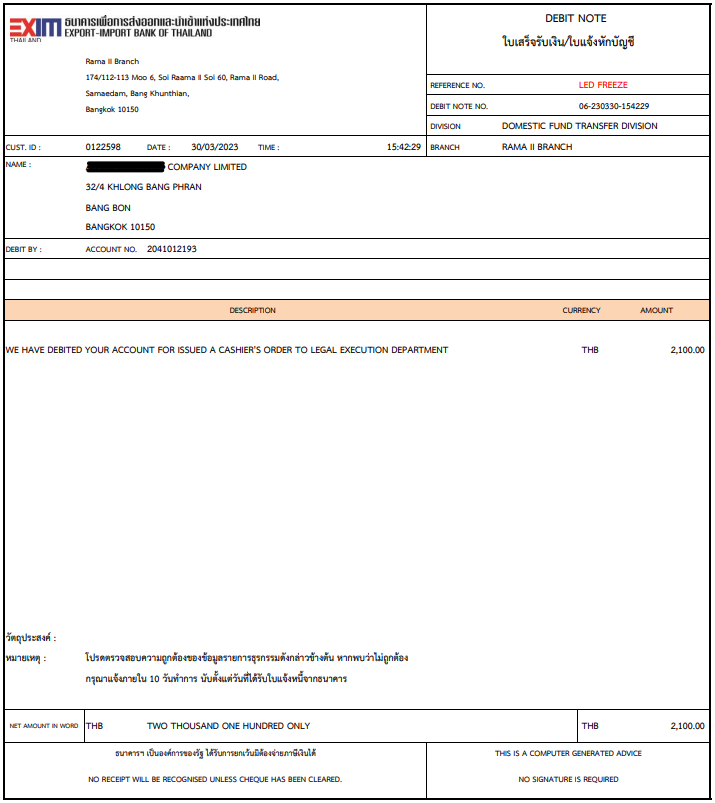 EXIM
THAILAND
ธนาคารเพื่อการส่งออกและนำเข้าแห่งประเทศไทย
EXPORT-IMPORT BANK OF THAILAND
DEBIT NOTE
ใบเสร็จรับเงิน/ใบแจ้งหักบัญชี
Rama II Branch
174/112-113 Moo 6, Soi Raama II Soi 60, Rama II Road,
Samaedam, Bang Khunthian,
Bangkok 10150
REFERENCE NO. LED FREEZE
DEBIT NOTE NO. 06-230330-154229
DIVISION DOMESTIC FUND TRANSFER DIVISION
CUST. ID : 0122598 DATE : 30/03/2023 TIME : 15:42:29 BRANCH RAMA II BRANCH
NAME : COMPANY LIMITED
32/4 KHLONG BANG PHRAN
BANG BON
BANGKOK 10150
DEBIT BY : ACCOUNT NO. 2041012193
DESCRIPTION CURRENCY AMOUNT
WE HAVE DEBITED YOUR ACCOUNT FOR ISSUED A CASHIER'S ORDER TO LEGAL EXECUTION DEPARTMENT THB 2,100.00
วัตถุประสงค์ :
หมายเหตุ : โปรดตรวจสอบความถูกต้องของข้อมูลรายการธุรกรรมดังกล่าวข้างต้น หากพบว่าไม่ถูกต้อง
กรุณาแจ้งภายใน 10 วันทำการ นับตั้งแต่วันที่ได้รับใบแจ้งหนี้จากธนาคาร
NET AMOUNT IN WORD THB TWO THOUSAND ONE HUNDRED ONLY THB 2,100.00
ธนาคารฯ เป็นองค์การของรัฐ ได้รับการยกเว้นมิต้องจ่ายภาษีเงินได้
NO RECEIPT WILL BE RECOGNISED UNLESS CHEQUE HAS BEEN CLEARED.
THIS IS A COMPUTER GENERATED ADVICE
NO SIGNATURE IS REQUIRED